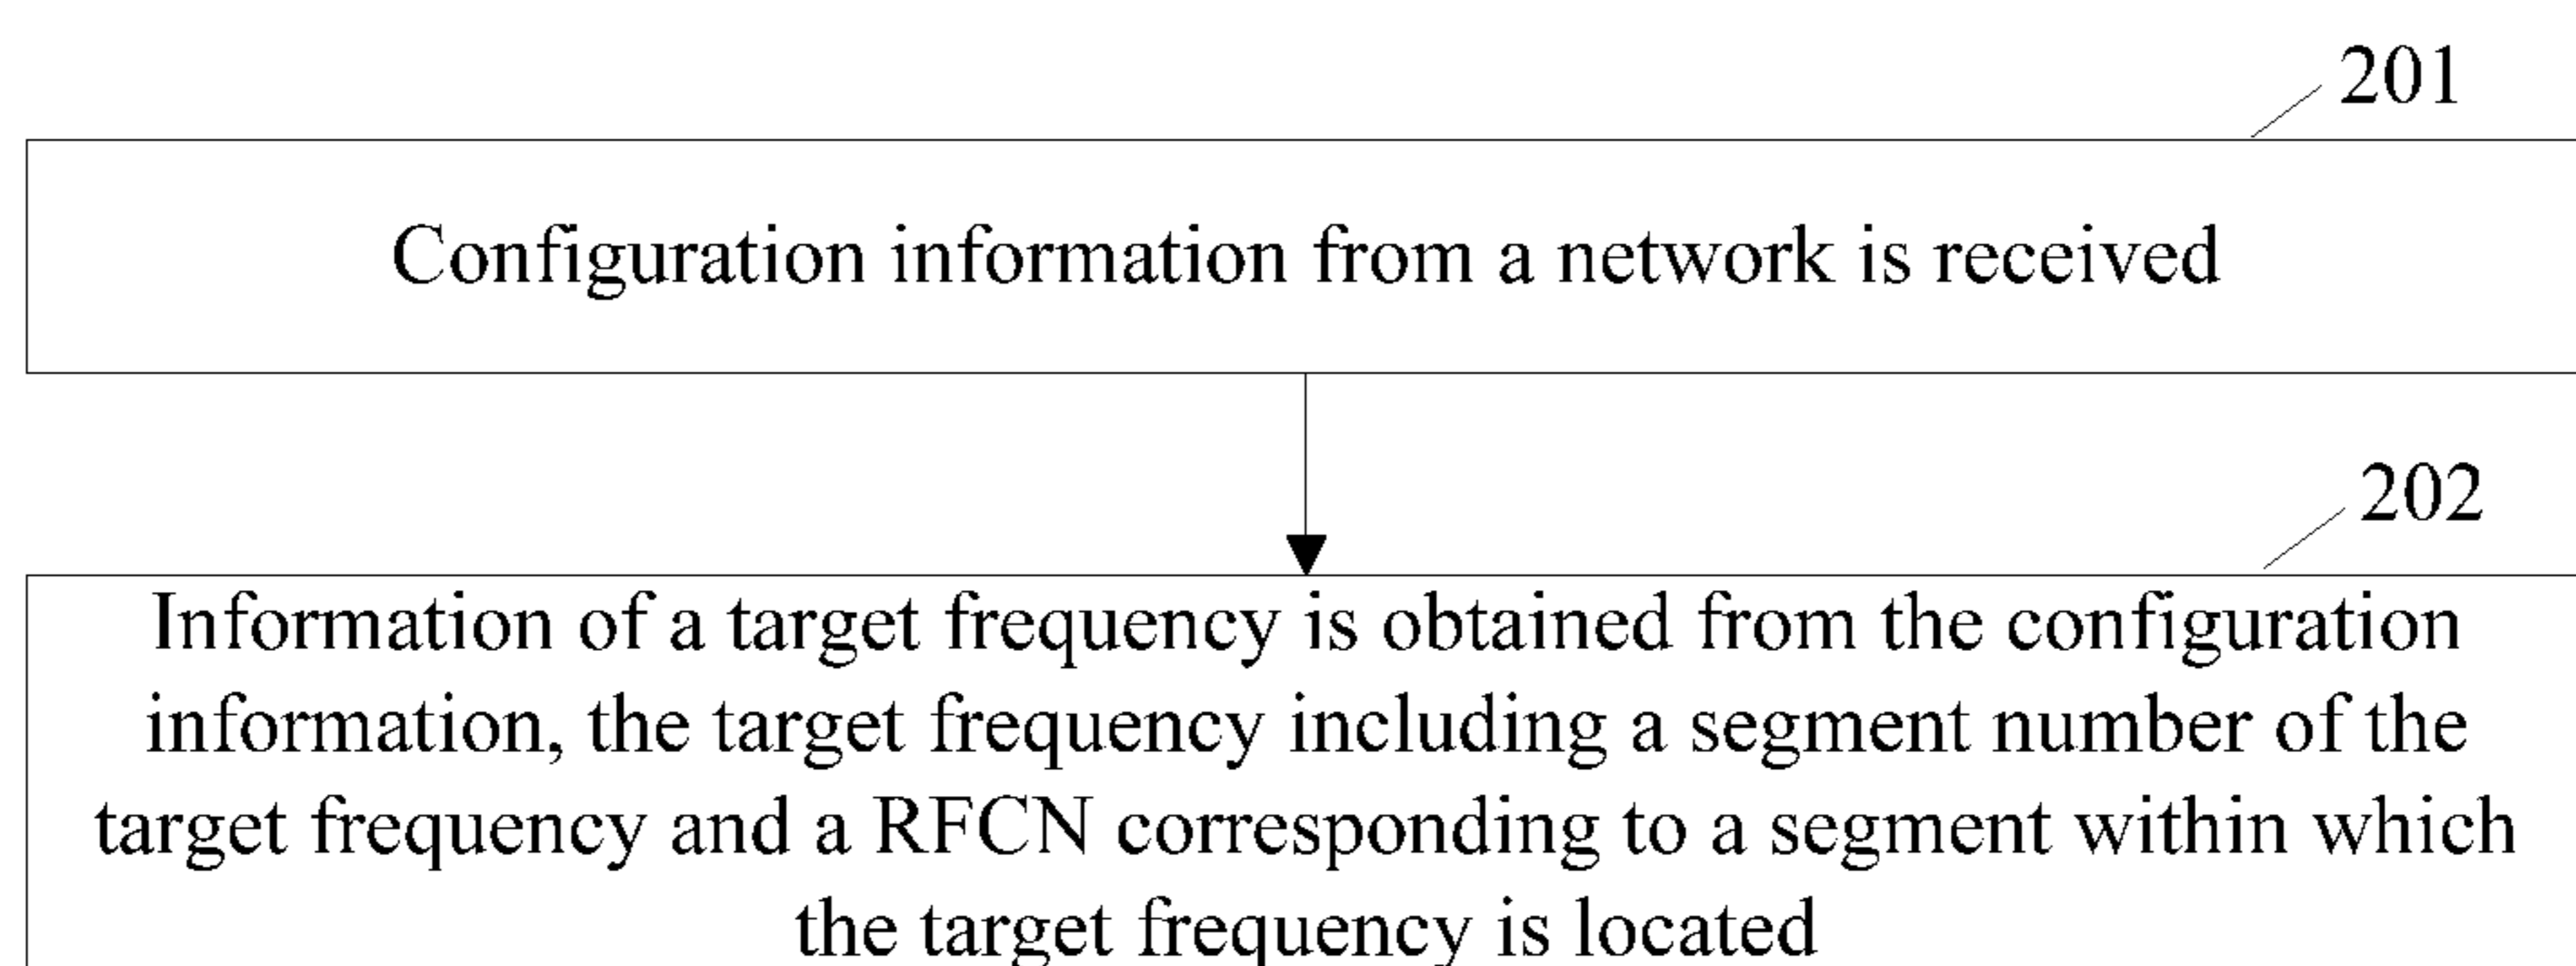 201
Configuration information from a network is received
202
Information of a target frequency is obtained from the configuration
information, the target frequency including a segment number of the
target frequency and a RFCN corresponding to a segment within which
the target frequency is located